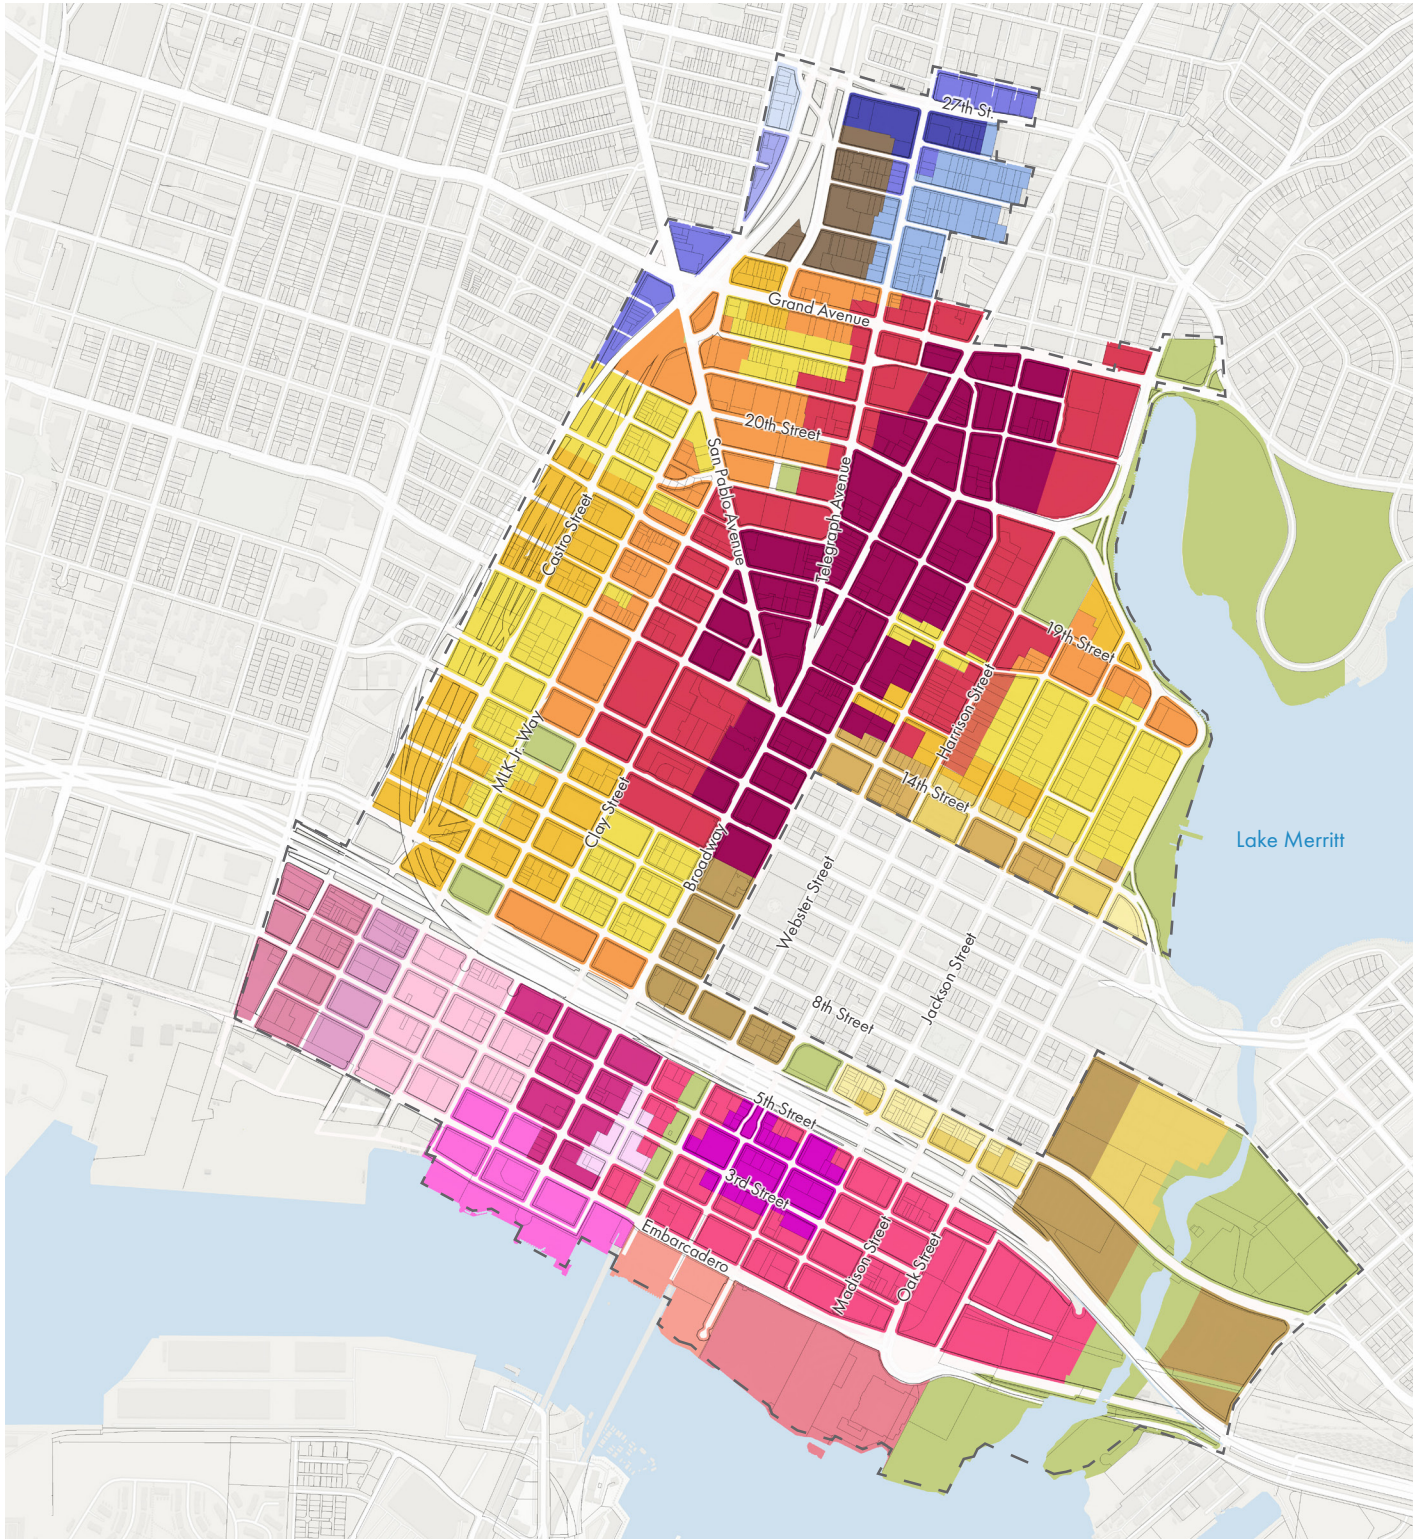 27th St.
Grand Avenue
20th Street
San Pablo Avenue
Telegraph Avenue
Castro Street
19th Street
Harrison Street
MLK Jr. Way
Clay Street
14th Street
Broadway
Lake Merritt
Webster Street
Jackson Street
8th Street
5th Street
3rd Street
Embarcadero
Madison Street
Oak Street